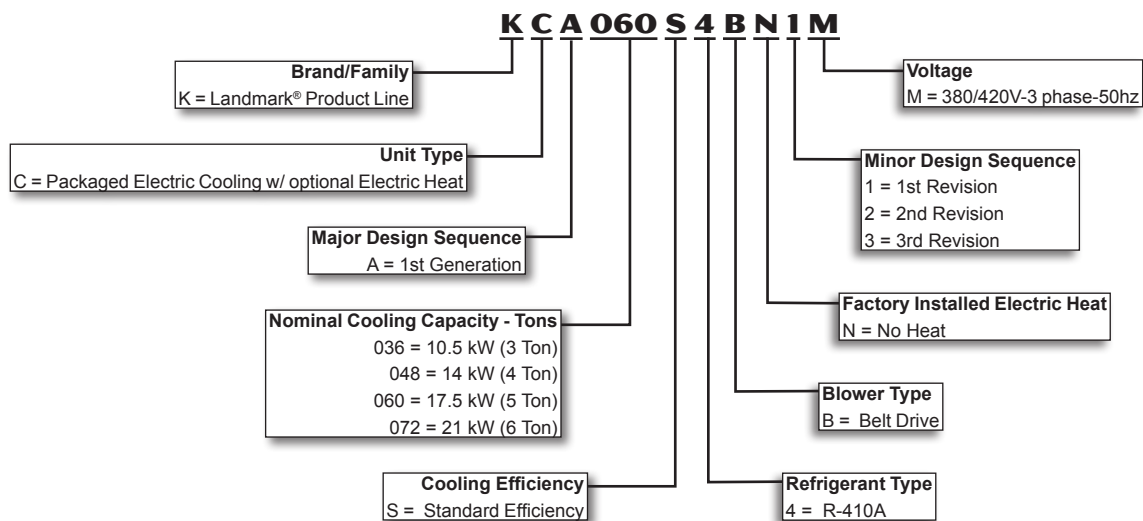 K C A 060 S 4 B N 1 M
Brand/Family
K = Landmark® Product Line
Unit Type
C = Packaged Electric Cooling w/ optional Electric Heat
Major Design Sequence
A = 1st Generation
Nominal Cooling Capacity - Tons
036 = 10.5 kW (3 Ton)
048 = 14 kW (4 Ton)
060 = 17.5 kW (5 Ton)
072 = 21 kW (6 Ton)
Cooling Efficiency
S = Standard Efficiency
Voltage
M = 380/420V-3 phase-50hz
Minor Design Sequence
1 = 1st Revision
2 = 2nd Revision
3 = 3rd Revision
Factory Installed Electric Heat
N = No Heat
Blower Type
B = Belt Drive
Refrigerant Type
4 = R-410A